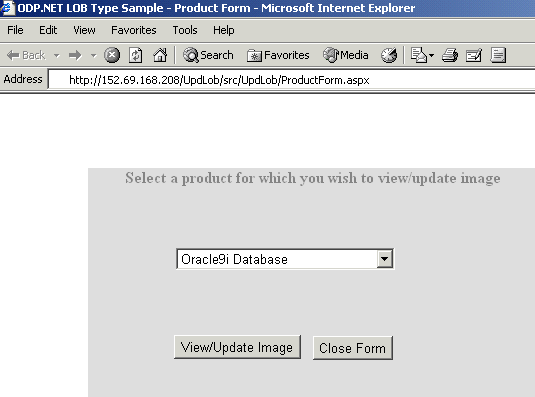 ODP.NET LOB Type Sample - Product Form - Microsoft Internet Explorer
File Edit View Favorites Tools Help
Back Search Favorites Media
Address http://152.69.168.208/UpdLob/src/UpdLob/ProductForm.aspx
Select a product for which you wish to view/update image
Oracle9i Database
View/Update Image Close Form